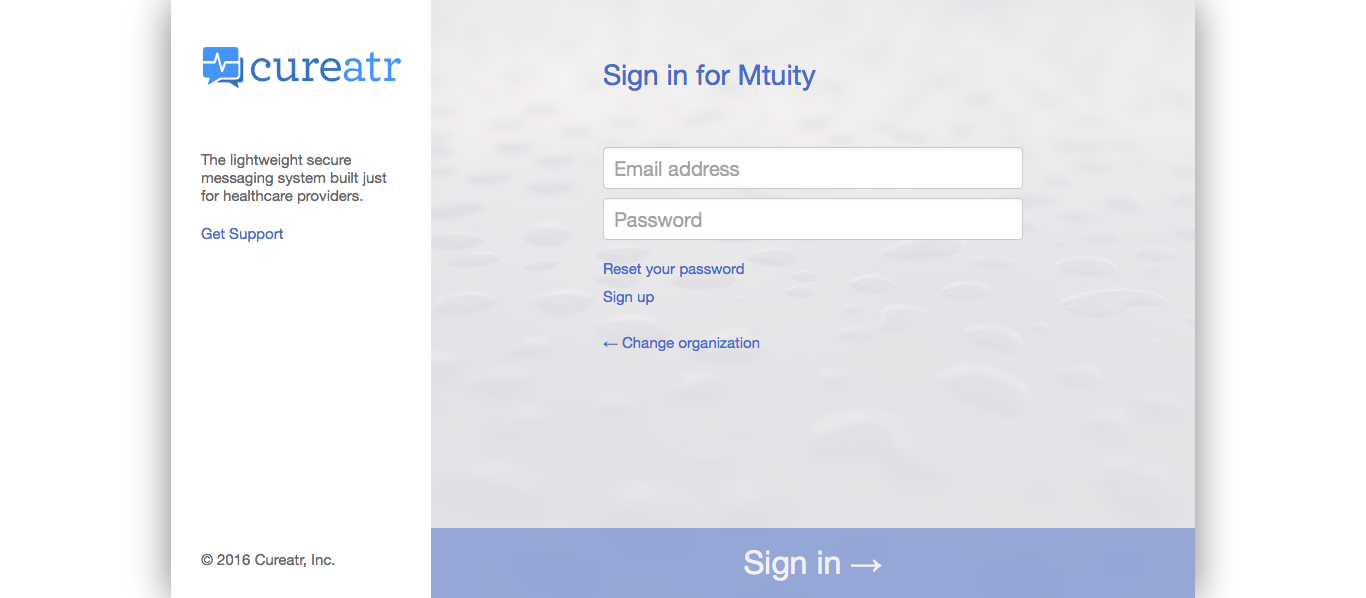 cureatr
The lightweight secure
messaging system built just
for healthcare providers.
Get Support
© 2016 Cureatr, Inc.
Sign in for Mtuity
Email address
Password
Reset your password
Sign up
← Change organization
Sign in →